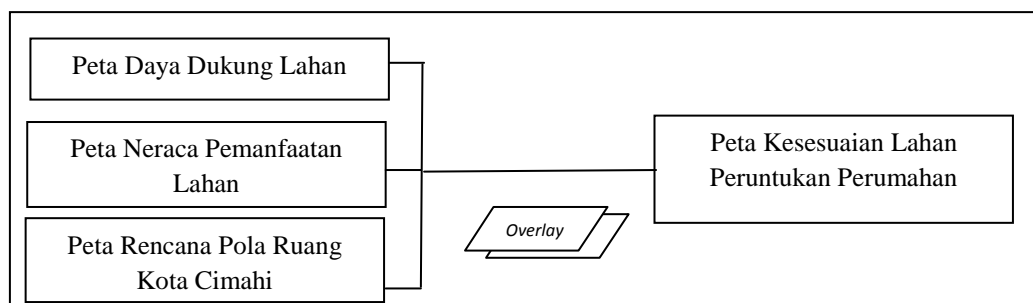 Peta Daya Dukung Lahan
Peta Neraca Pemanfaatan
Lahan
Peta Rencana Pola Ruang
Kota Cimahi
Overlay
Peta Kesesuaian Lahan
Peruntukan Perumahan